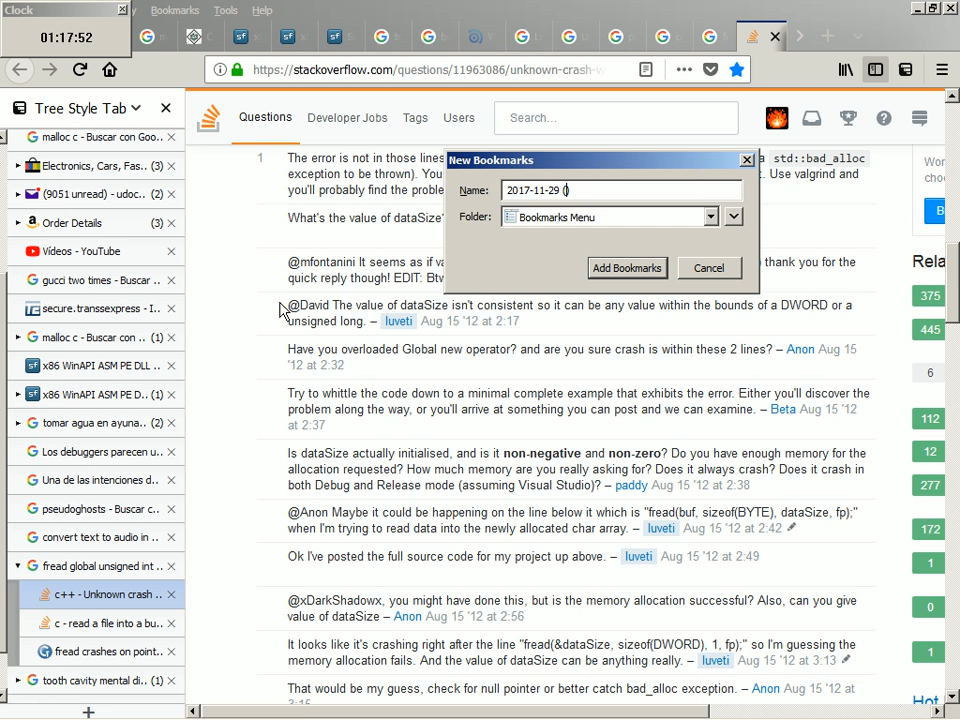 Clock
01:17:52
Bookmarks Tools Help
https://stackoverflow.com/questions/11963086/unknown-crash-w
Tree Style Tab
malloc c - Buscar con Goo..
Electronics, Cars, Fas.. (3)
(9051 unread) - udoc.. (2)
Order Details (3)
Vídeos - YouTube
gucci two times - Buscar ..
secure.transsexpress - I..
malloc c - Buscar con .. (1)
x86 WinAPI ASM PE DLL ..
x86 WinAPI ASM PE D.. (1)
tomar agua en ayuna.. (2)
Los debuggers parecen u..
Una de las intenciones d..
pseudoghosts - Buscar c..
convert text to audio in ..
fread global unsigned int ..
c++ - Unknown crash ..
c - read a file into a bu..
fread crashes on point..
tooth cavity mental di.. (1)
Questions Developer Jobs Tags Users Search...
1 The error is not in those lines
a std::bad_alloc
exception to be thrown). You
Use valgrind and
you'll probably find the proble
What's the value of dataSize?
@mfontanini It seems as if va
) thank you for the
quick reply though! EDIT: Btw
New Bookmarks
Name: 2017-11-29 ()
Folder: Bookmarks Menu
Add Bookmarks Cancel
@David The value of dataSize isn't consistent so it can be any value within the bounds of a DWORD or a
unsigned long. – luveti Aug 15 '12 at 2:17
Have you overloaded Global new operator? and are you sure crash is within these 2 lines? – Anon Aug 15
'12 at 2:32
Try to whittle the code down to a minimal complete example that exhibits the error. Either you'll discover the
problem along the way, or you'll arrive at something you can post and we can examine. – Beta Aug 15 '12
at 2:37
Is dataSize actually initialised, and is it non-negative and non-zero? Do you have enough memory for the
allocation requested? How much memory are you really asking for? Does it always crash? Does it crash in
both Debug and Release mode (assuming Visual Studio)? – paddy Aug 15 '12 at 2:38
@Anon Maybe it could be happening on the line below it which is "fread(buf, sizeof(BYTE), dataSize, fp);"
when I'm trying to read data into the newly allocated char array. – luveti Aug 15 '12 at 2:42
Ok I've posted the full source code for my project up above. – luveti Aug 15 '12 at 2:49
@xDarkShadowx, you might have done this, but is the memory allocation successful? Also, can you give
value of dataSize – Anon Aug 15 '12 at 2:56
It looks like it's crashing right after the line "fread(&dataSize, sizeof(DWORD), 1, fp);" so I'm guessing the
memory allocation fails. And the value of dataSize can be anything really. – luveti Aug 15 '12 at 3:13
That would be my guess, check for null pointer or better catch bad_alloc exception. – Anon Aug 15 '12 at
Wor
choo
B
Rela
375
445
6
112
12
277
172
1
0
1
Hot